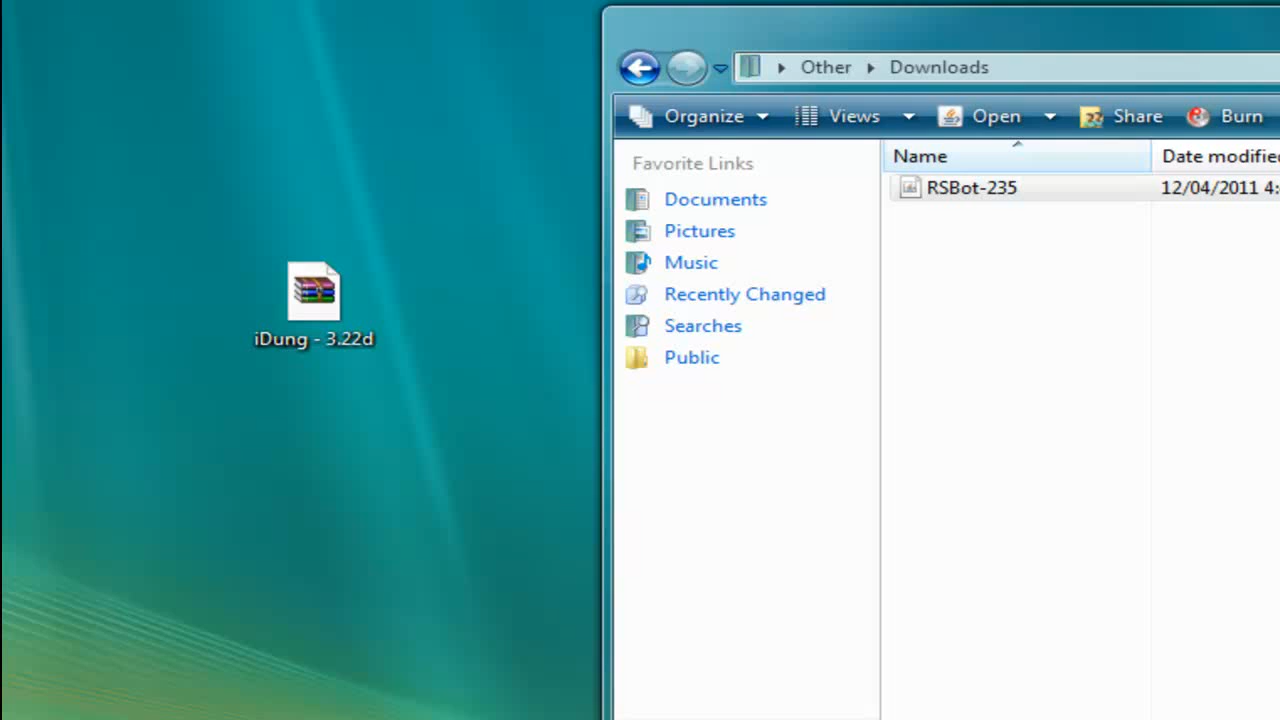 Other Downloads
Organize Views Open Share Burn
Favorite Links
Documents
Pictures
Music
Recently Changed
Searches
Public
Name Date modifie
RSBot-235 12/04/2011 4:
iDung - 3.22d